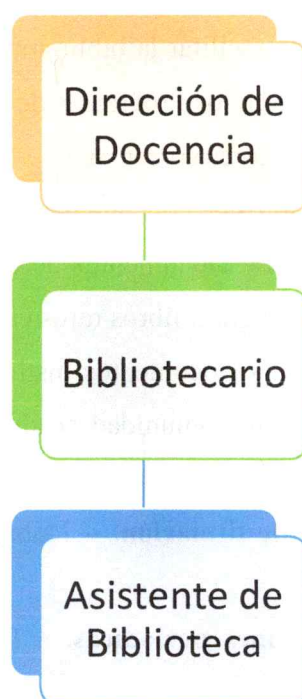 Dirección de
Docencia
Bibliotecario
Asistente de
Biblioteca